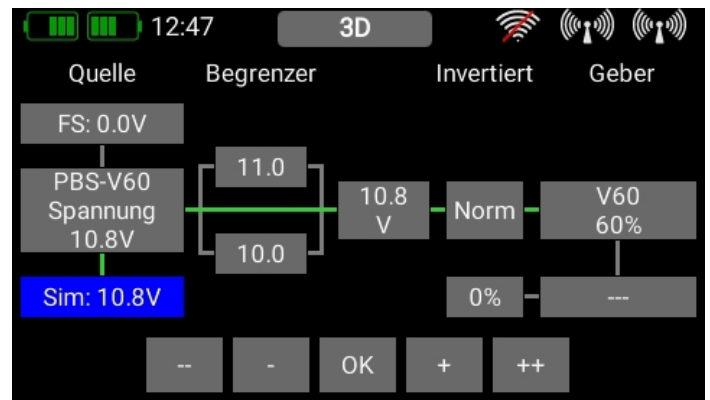 12:47
3D
Quelle
Begrenzer
Invertiert
Geber
FS: 0.0V
PBS-V60
Spannung
10.8V
11.0
10.0
10.8
V
Norm
V60
60%
Sim: 10.8V
0%
---
--
-
OK
+
++